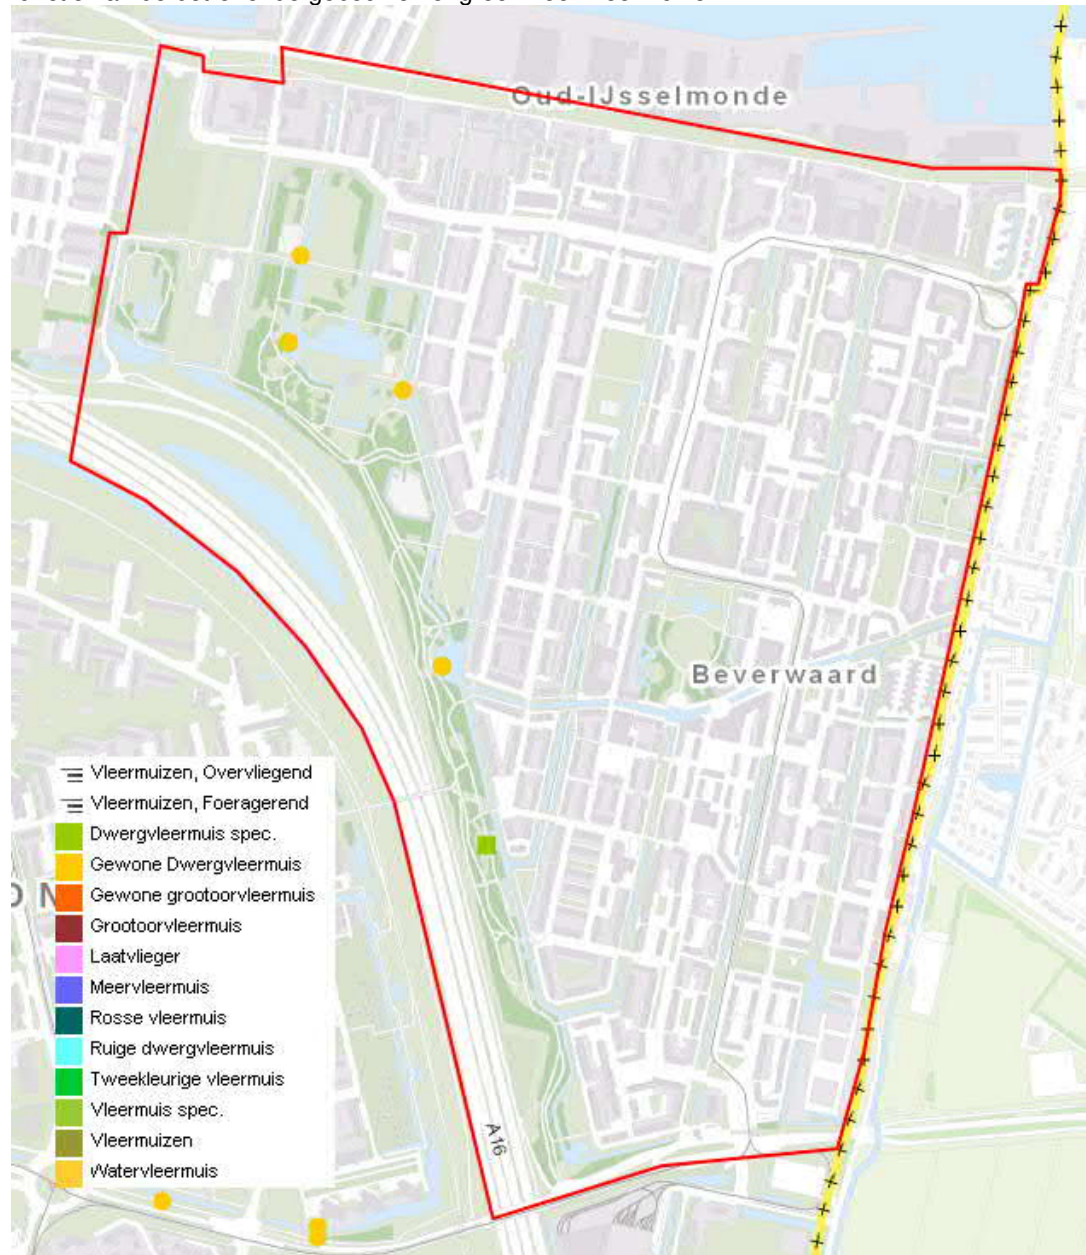 Oud-IJsselmonde
Beverwaard
Vleermuizen, Overvliegend
Vleermuizen, Foeragerend
Dwergvleermuis spec.
Gewone Dwergvleermuis
Gewone grootoorvleermuis
Grootoorvleermuis
Laatvlieger
Meervleermuis
Rosse vleermuis
Ruige dwergvleermuis
Tweekleurige vleermuis
Vleermuis spec.
Vleermuizen
Watervleermuis
A16